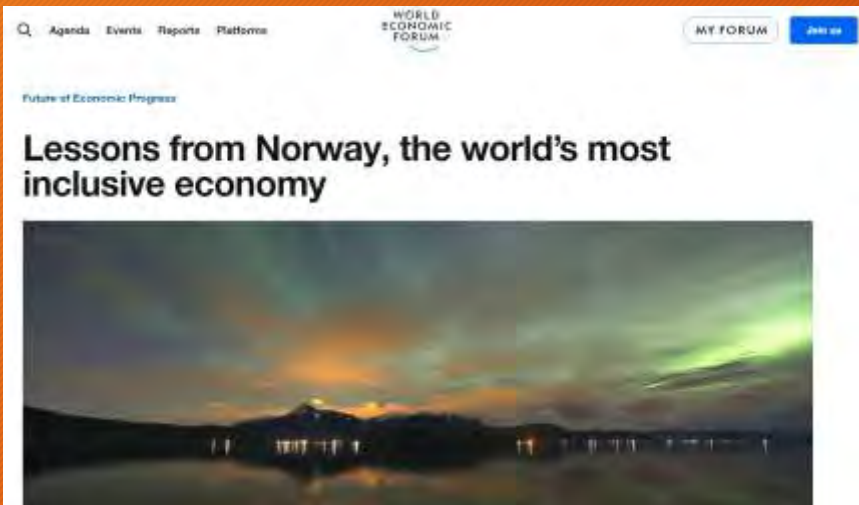 Agenda Events Reports Platforms
WORLD
ECONOMIC
FORUM
MY FORUM
Join us
Future of Economic Progress
Lessons from Norway, the world's most
inclusive economy